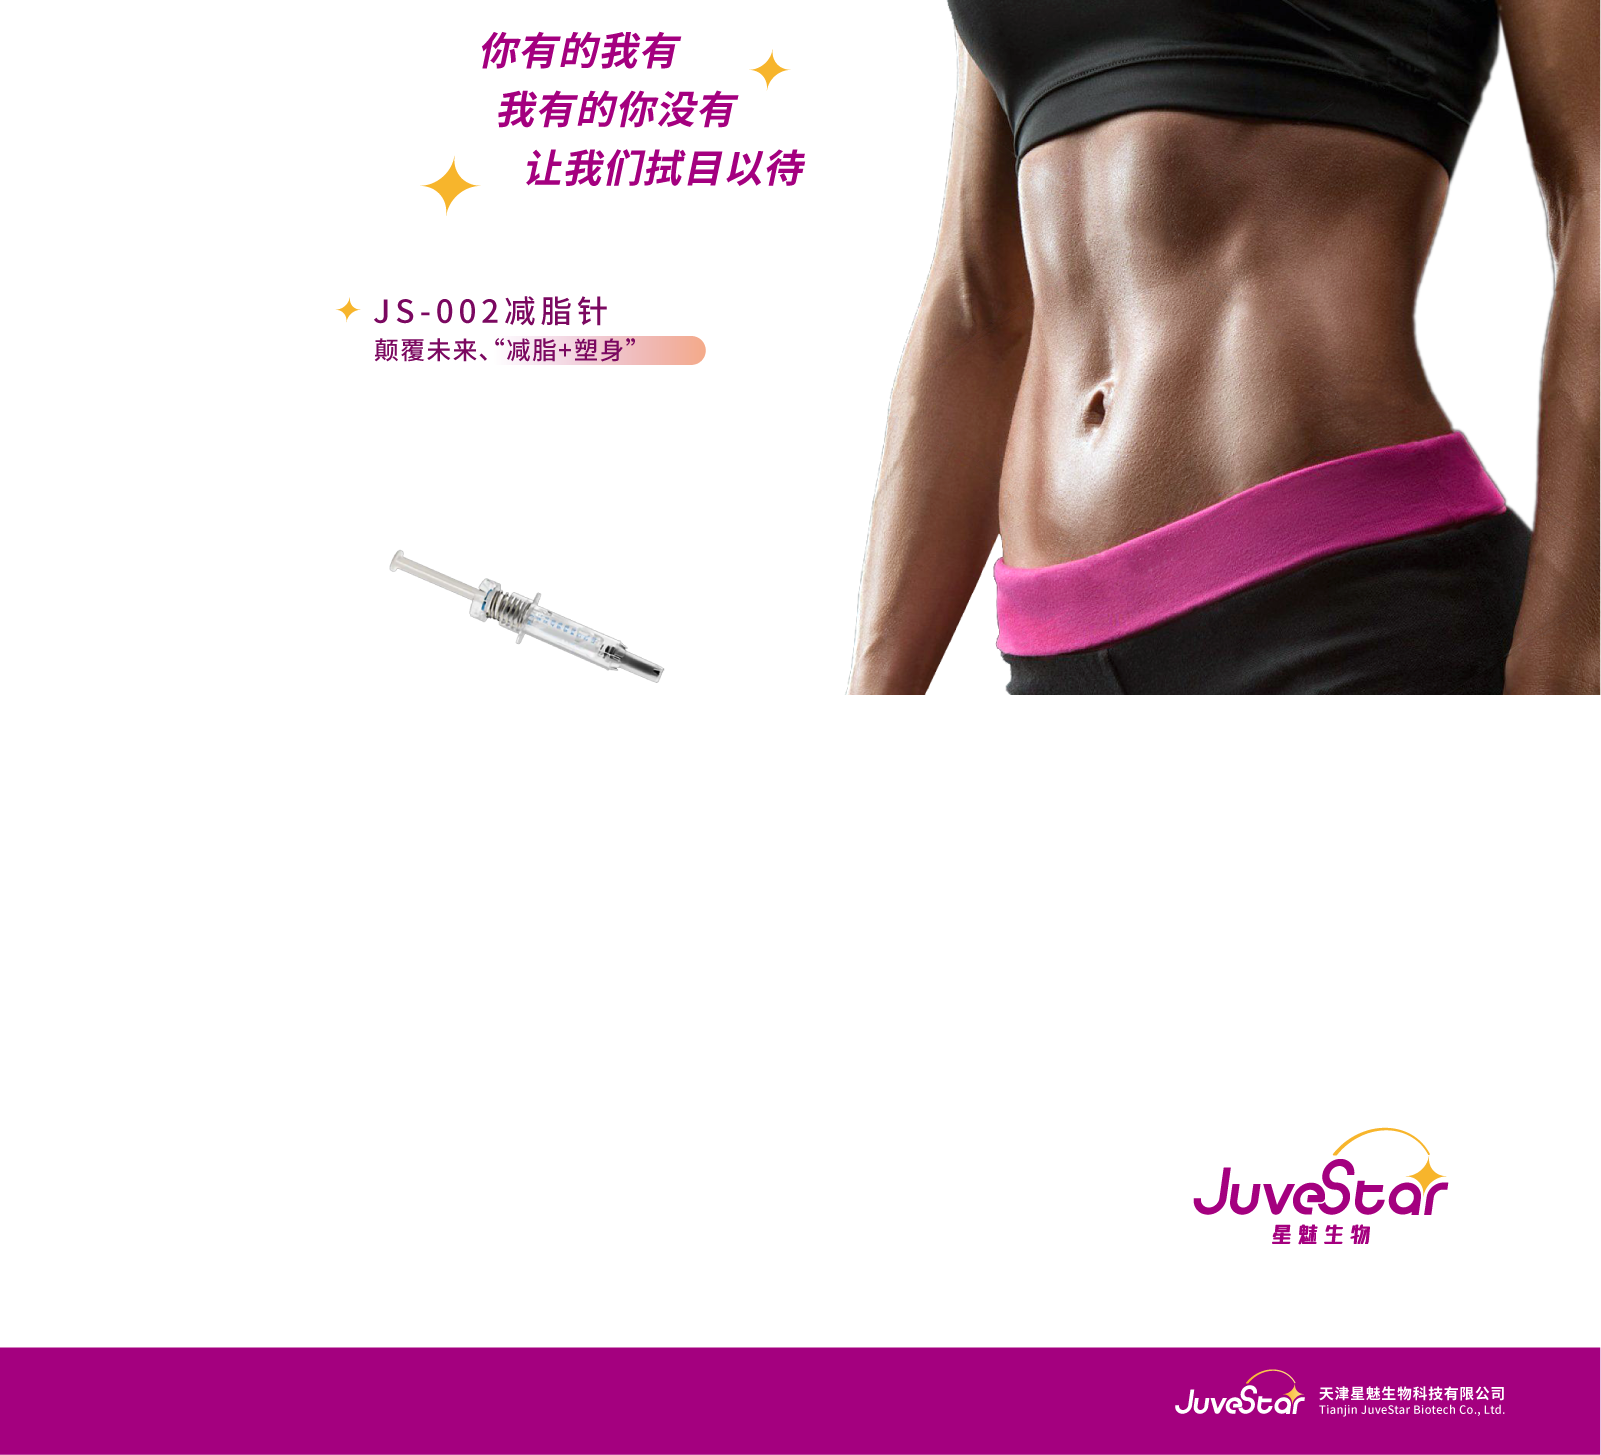 你有的我有
我有的你没有
让我们拭目以待
JS-002减脂针
颠覆未来、“减脂+塑身”
JuveStar
星魅生物
JuveStar
天津星魅生物科技有限公司
Tianjin JuveStar Biotech Co., Ltd.